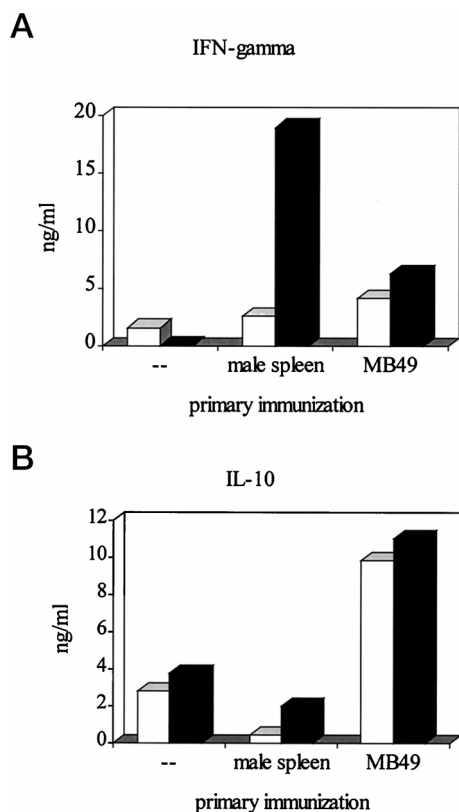 A
IFN-gamma
20
15
10
5
0
ng/ml
-- male spleen MB49
primary immunization
B
IL-10
12
10
8
6
4
2
0
ng/ml
-- male spleen MB49
primary immunization